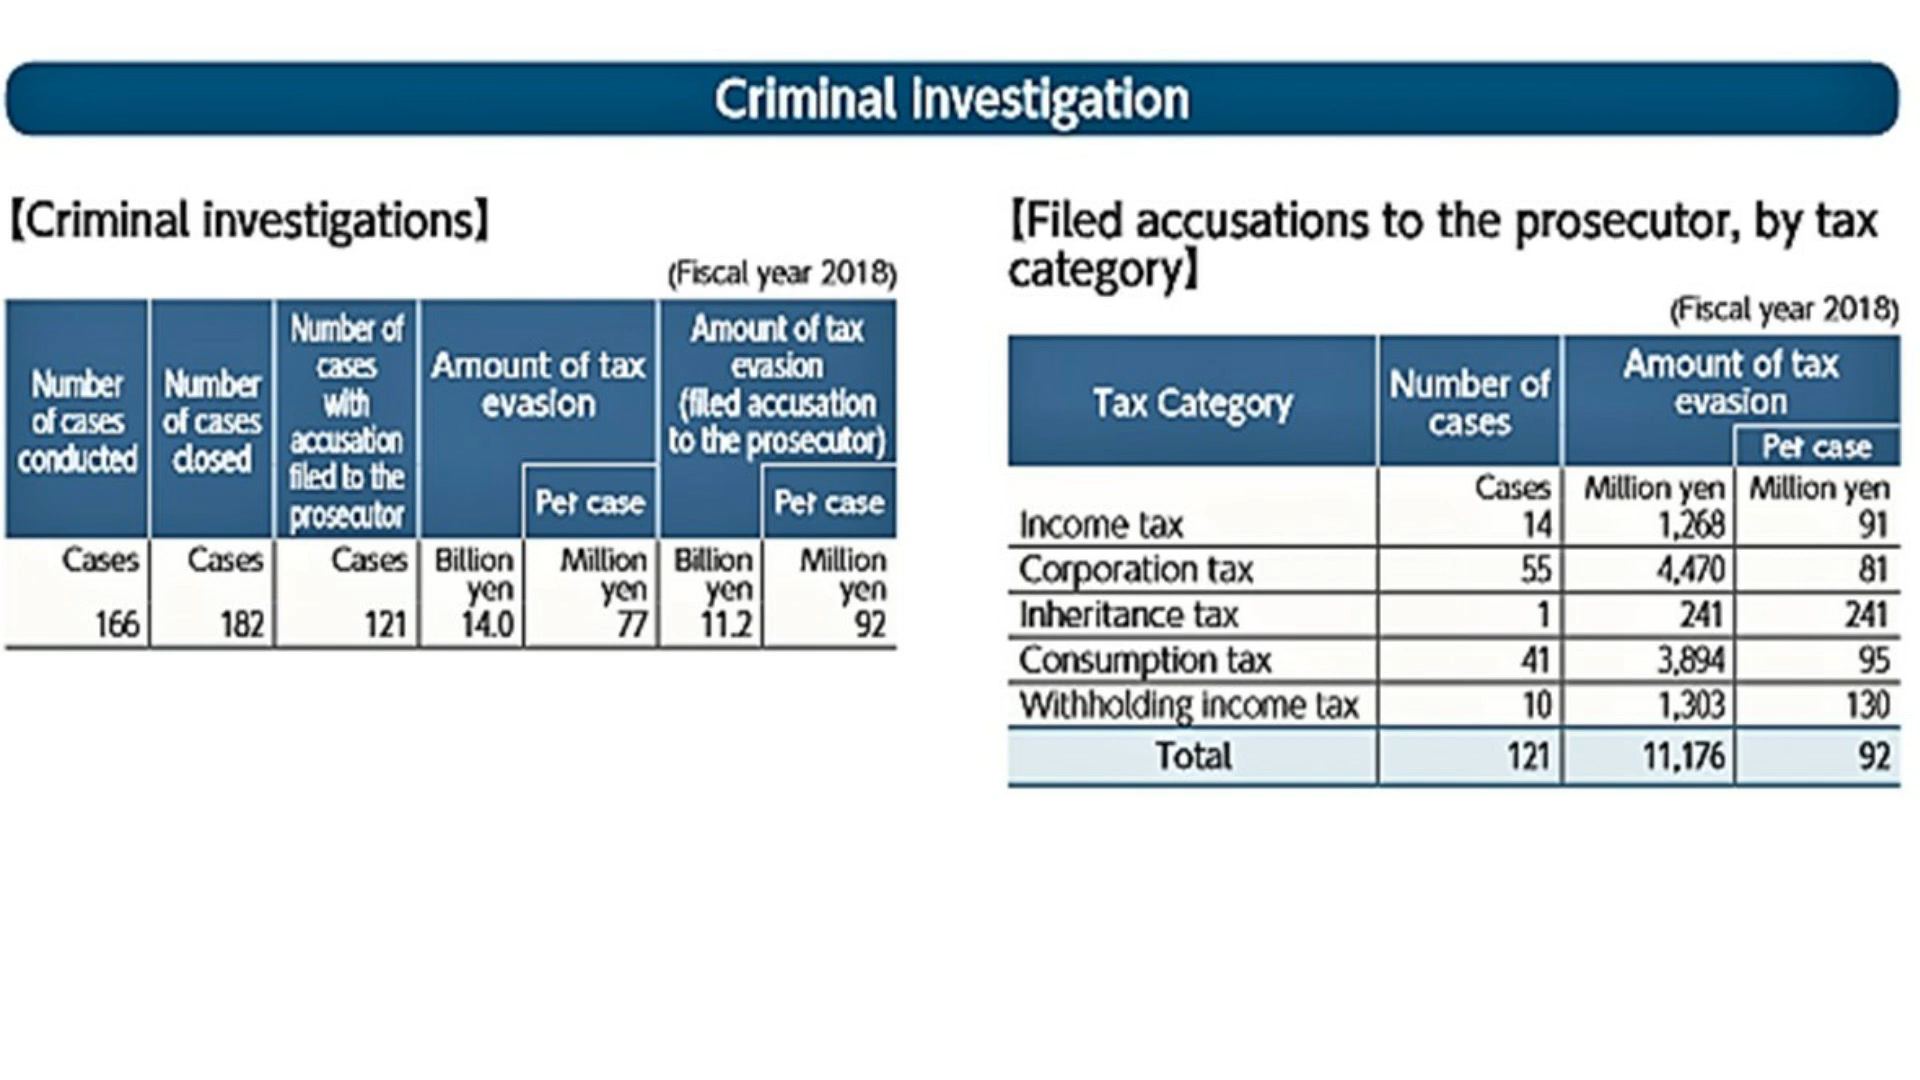 Criminal investigation
【Criminal investigations】
(Fiscal year 2018)
Number of cases conducted
Number of cases closed
Number of cases with accusation filed to the prosecutor
Amount of tax evasion
Per case
Amount of tax evasion (filed accusation to the prosecutor)
Per case
Cases Cases Cases Billion yen Million yen Billion yen Million yen
166 182 121 14.0 77 11.2 92
【Filed accusations to the prosecutor, by tax
category】
(Fiscal year 2018)
Tax Category
Number of cases
Amount of tax evasion
Per case
Cases Million yen Million yen
Income tax 14 1,268 91
Corporation tax 55 4,470 81
Inheritance tax 1 241 241
Consumption tax 41 3,894 95
Withholding income tax 10 1,303 130
Total 121 11,176 92